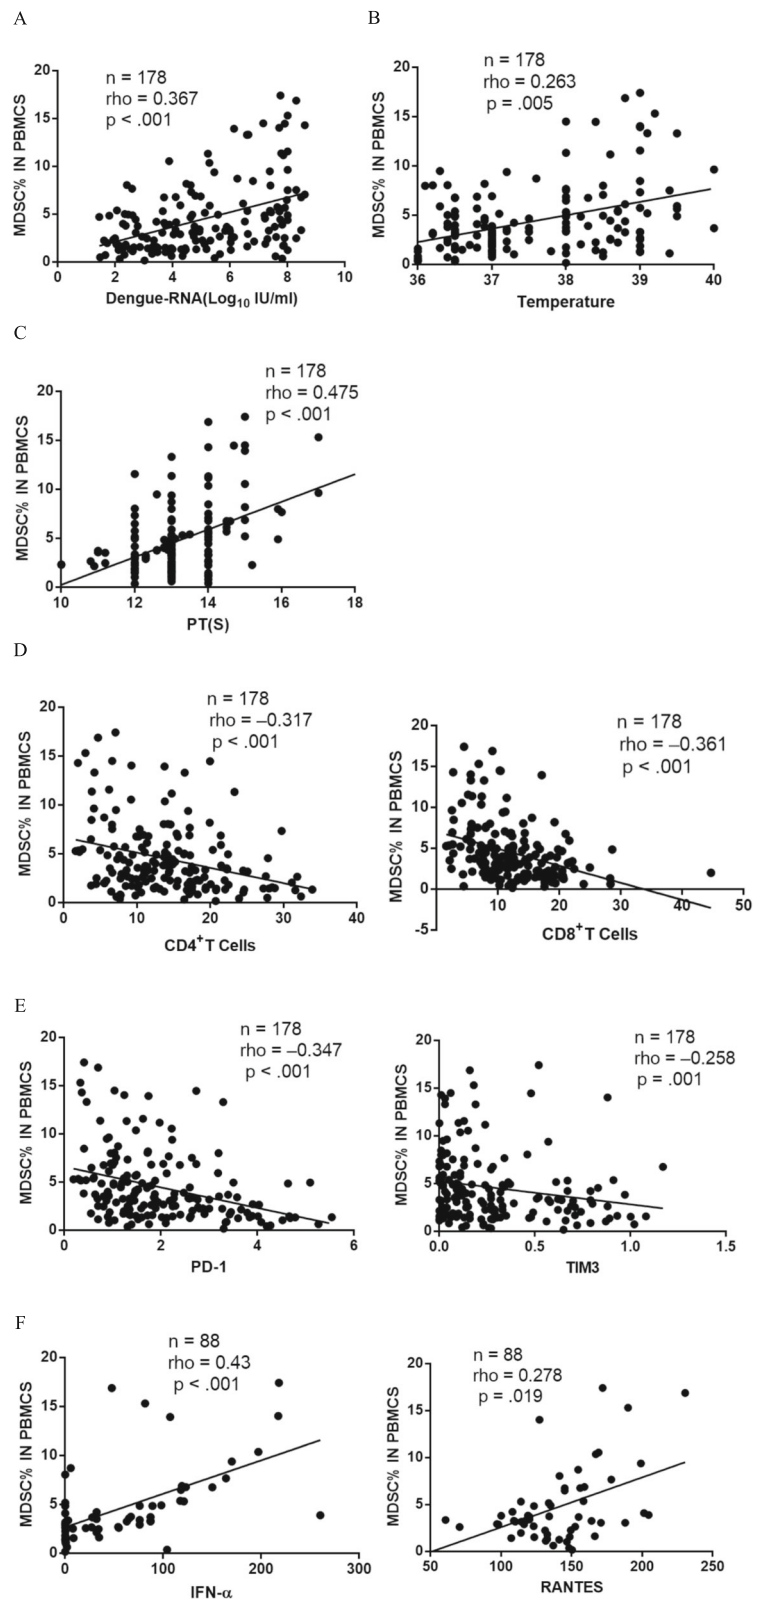 A
n = 178
rho = 0.367
p < .001
MDSC% IN PBMCS
20
15
10
5
0
0 2 4 6 8 10
Dengue-RNA(Log10 IU/ml)
B
n = 178
rho = 0.263
p = .005
MDSC% IN PBMCS
20
15
10
5
0
36 37 38 39 40
Temperature
C
n = 178
rho = 0.475
p < .001
MDSC% IN PBMCS
20
15
10
5
0
10 12 14 16 18
PT(S)
D
n = 178
rho = –0.317
p < .001
MDSC% IN PBMCS
20
15
10
5
0
0 10 20 30 40
CD4+T Cells
n = 178
rho = –0.361
p < .001
MDSC% IN PBMCS
20
15
10
5
0
-5
10 20 30 40 50
CD8+T Cells
E
n = 178
rho = –0.347
p < .001
MDSC% IN PBMCS
20
15
10
5
0
0 2 4 6
PD-1
n = 178
rho = –0.258
p = .001
MDSC% IN PBMCS
20
15
10
5
0
0.0 0.5 1.0 1.5
TIM3
F
n = 88
rho = 0.43
p < .001
MDSC% IN PBMCS
20
15
10
5
0
0 100 200 300
IFN-α
n = 88
rho = 0.278
p = .019
MDSC% IN PBMCS
20
15
10
5
0
50 100 150 200 250
RANTES